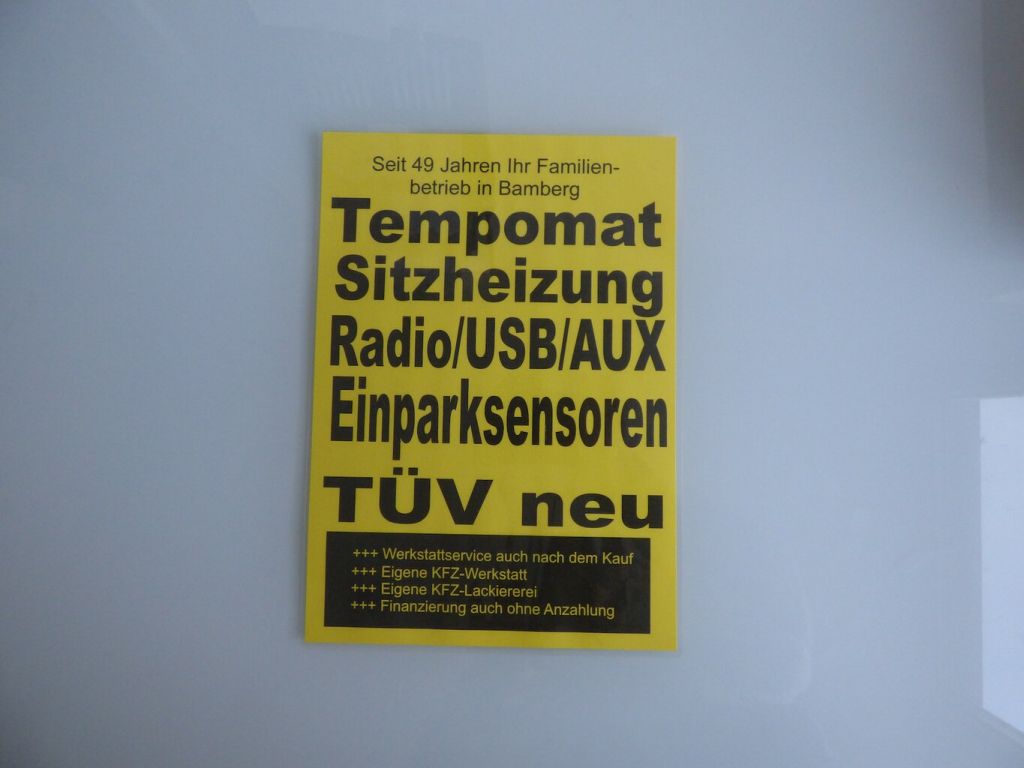 Seit 49 Jahren Ihr Familien-
betrieb in Bamberg
Tempomat
Sitzheizung
Radio/USB/AUX
Einparksensoren
TÜV neu
+++ Werkstattservice auch nach dem Kauf
+++ Eigene KFZ-Werkstatt
+++ Eigene KFZ-Lackiererei
+++ Finanzierung auch ohne Anzahlung